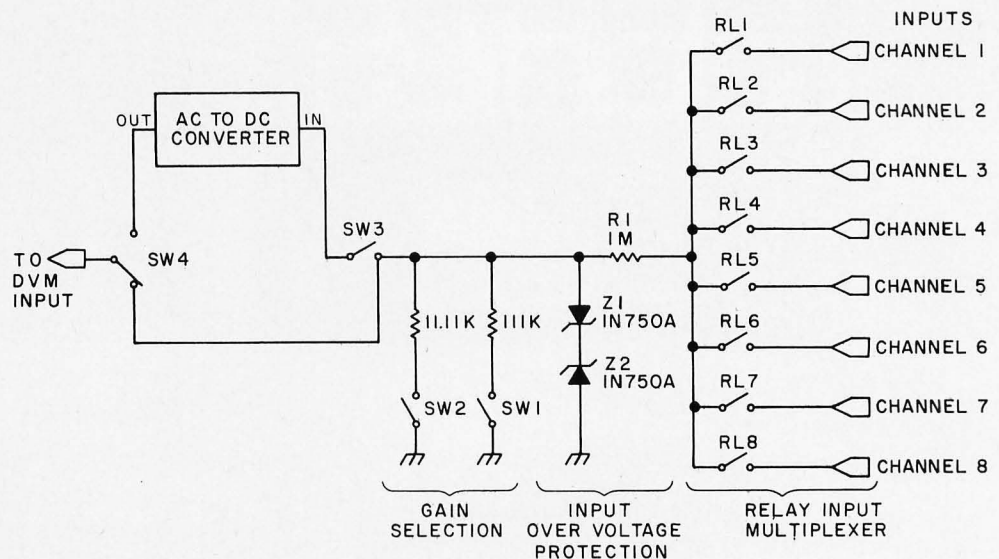 INPUTS
RL1
CHANNEL 1
RL2
CHANNEL 2
OUT
AC TO DC
CONVERTER
IN
RL3
CHANNEL 3
RL4
CHANNEL 4
R1
1M
SW3
TO
DVM
INPUT
SW4
RL5
CHANNEL 5
11.11K
111K
Z1
IN750A
RL6
CHANNEL 6
Z2
IN750A
SW2
SW1
RL7
CHANNEL 7
RL8
CHANNEL 8
GAIN
SELECTION
INPUT
OVER VOLTAGE
PROTECTION
RELAY INPUT
MULTIPLEXER